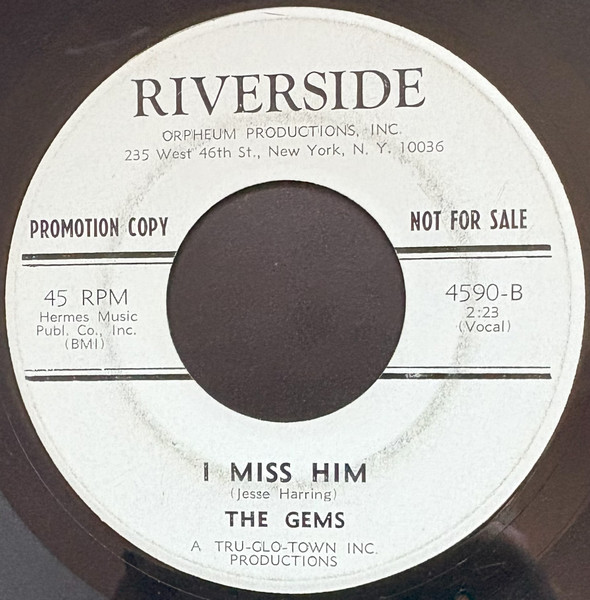 RIVERSIDE
ORPHEUM PRODUCTIONS, INC.
235 West 46th St., New York, N. Y. 10036
PROMOTION COPY
NOT FOR SALE
45 RPM
Hermes Music
Publ. Co., Inc.
(BMI)
4590-B
2:23
(Vocal)
I MISS HIM
(Jesse Harring)
THE GEMS
A TRU-GLO-TOWN INC.
PRODUCTIONS